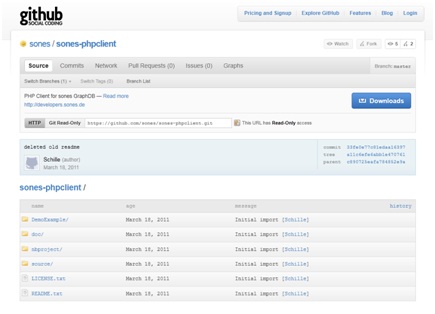 github
SOCIAL CODING
Pricing and Signup Explore GitHub Features Blog Login
sones / sones-phpclient
Watch Fork 5 2
Source Commits Network Pull Requests (0) Issues (0) Graphs Branch: master
Switch Branches (5) Switch Tags (0) Branch List
PHP Client for sones GraphDB — Read more
http://developers.sones.de
Downloads
HTTP Git Read-Only https://github.com/sones/sones-phpclient.git This URL has Read-Only access
deleted old readme
Schille (author)
March 18, 2011
commit
tree
parent
sones-phpclient /
name age message history
DemoExample/ March 18, 2011 Initial import [Schille]
doc/ March 18, 2011 Initial import [Schille]
nbproject/ March 18, 2011 Initial import [Schille]
source/ March 18, 2011 Initial import [Schille]
LICENSE.txt March 18, 2011 Initial import [Schille]
README.txt March 18, 2011 Initial import [Schille]